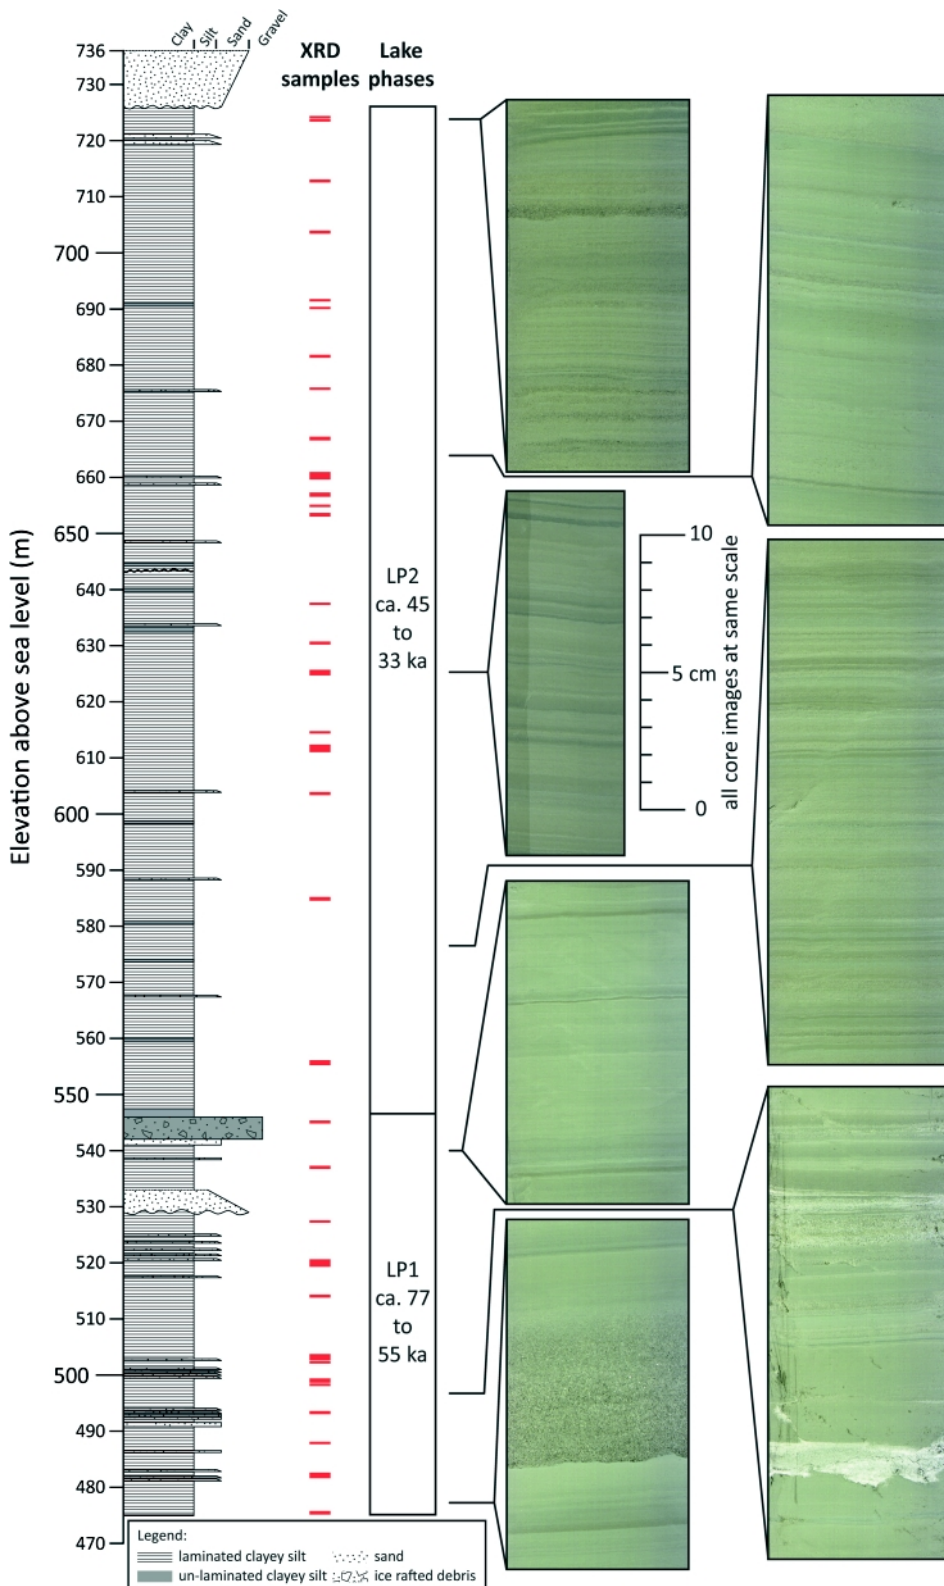 Clay
Silt
Sand
Gravel
XRD
samples
Lake
phases
Elevation above sea level (m)
736
730
720
710
700
690
680
670
660
650
640
630
620
610
600
590
580
570
560
550
540
530
520
510
500
490
480
470
LP2
ca. 45
to
33 ka
LP1
ca. 77
to
55 ka
10
5 cm
0
all core images at same scale
Legend:
laminated clayey silt
sand
un-laminated clayey silt
ice rafted debris